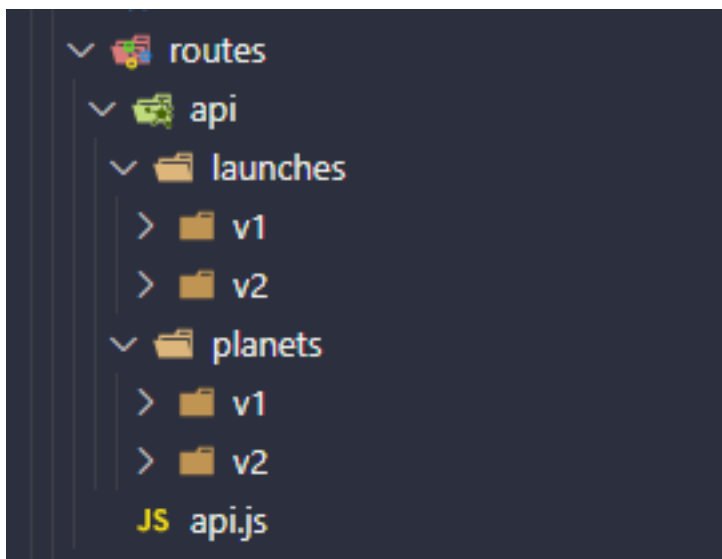 routes
api
launches
v1
v2
planets
v1
v2
JS api.js